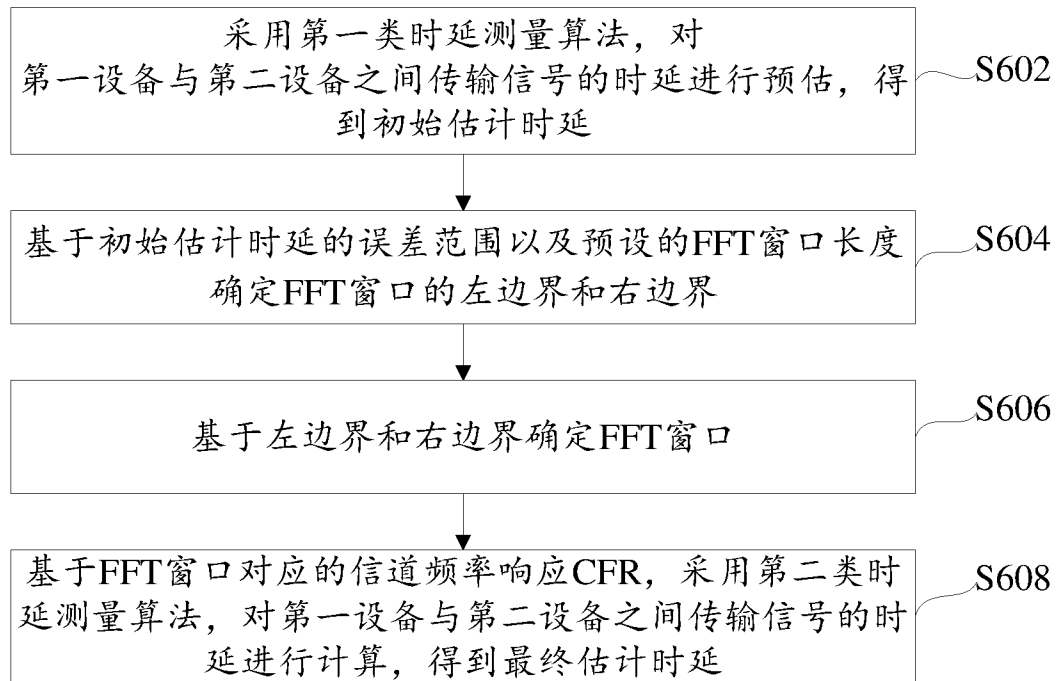 采用第一类时延测量算法，对
第一设备与第二设备之间传输信号的时延进行预估，得
到初始估计时延
S602
基于初始估计时延的误差范围以及预设的FFT窗口长度
确定FFT窗口的左边界和右边界
S604
基于左边界和右边界确定FFT窗口
S606
基于FFT窗口对应的信道频率响应CFR，采用第二类时
延测量算法，对第一设备与第二设备之间传输信号的时
延进行计算，得到最终估计时延
S608